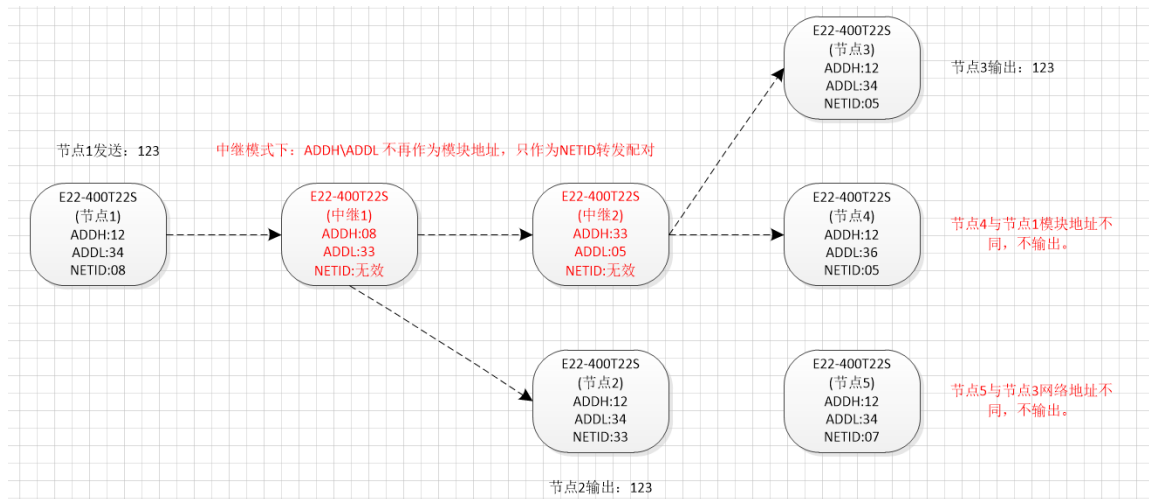 E22-400T22S
(节点3)
ADDH:12
ADDL:34
NETID:05
节点3输出：123
节点1发送：123
中继模式下：ADDH\ADDL 不再作为模块地址，只作为NETID转发配对
E22-400T22S
(节点1)
ADDH:12
ADDL:34
NETID:08
E22-400T22S
(中继1)
ADDH:08
ADDL:33
NETID:无效
E22-400T22S
(中继2)
ADDH:33
ADDL:05
NETID:无效
E22-400T22S
(节点4)
ADDH:12
ADDL:36
NETID:05
节点4与节点1模块地址不
同，不输出。
E22-400T22S
(节点2)
ADDH:12
ADDL:34
NETID:33
E22-400T22S
(节点5)
ADDH:12
ADDL:34
NETID:07
节点5与节点3网络地址不
同，不输出。
节点2输出：123